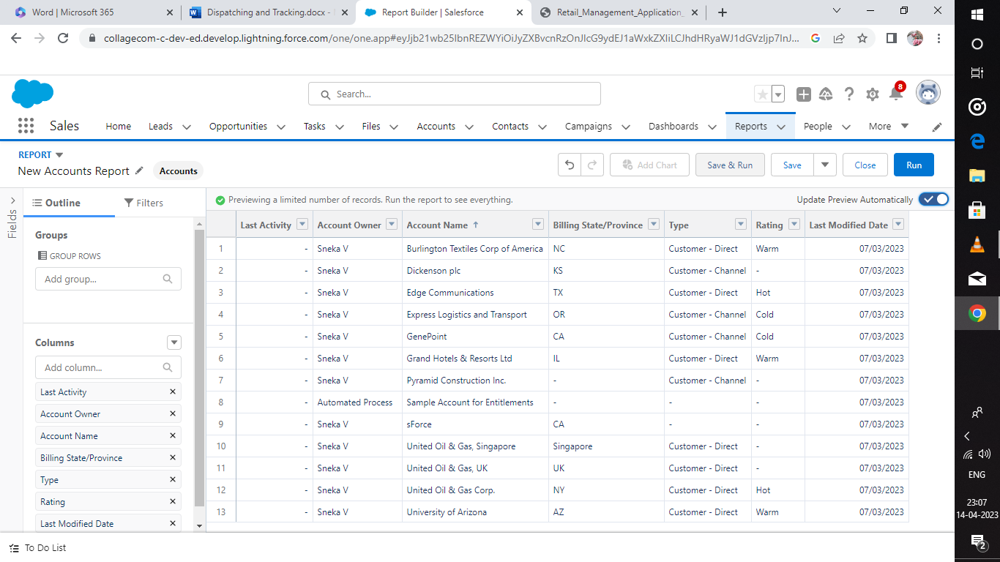 Word | Microsoft 365
Dispatching and Tracking.docx -
Report Builder | Salesforce
Retail_Management_Application_
collagecom-c-dev-ed.develop.lightning.force.com/one/one.app#
Search...
8
Sales Home Leads Opportunities Tasks Files Accounts Contacts Campaigns Dashboards Reports People More
REPORT
New Accounts Report Accounts
Add Chart Save & Run Save Close Run
Fields
Outline Filters
Previewing a limited number of records. Run the report to see everything. Update Preview Automatically
Groups
GROUP ROWS
Add group...
Columns
Add column...
Last Activity
Account Owner
Account Name
Billing State/Province
Type
Rating
Last Modified Date
Last Activity Account Owner Account Name Billing State/Province Type Rating Last Modified Date
1 - Sneka V Burlington Textiles Corp of America NC Customer - Direct Warm 07/03/2023
2 - Sneka V Dickenson plc KS Customer - Channel - 07/03/2023
3 - Sneka V Edge Communications TX Customer - Direct Hot 07/03/2023
4 - Sneka V Express Logistics and Transport OR Customer - Channel Cold 07/03/2023
5 - Sneka V GenePoint CA Customer - Channel Cold 07/03/2023
6 - Sneka V Grand Hotels & Resorts Ltd IL Customer - Direct Warm 07/03/2023
7 - Sneka V Pyramid Construction Inc. - Customer - Channel - 07/03/2023
8 - Automated Process Sample Account for Entitlements - - - 07/03/2023
9 - Sneka V sForce CA - - 07/03/2023
10 - Sneka V United Oil & Gas, Singapore Singapore Customer - Direct - 07/03/2023
11 - Sneka V United Oil & Gas, UK UK Customer - Direct - 07/03/2023
12 - Sneka V United Oil & Gas Corp. NY Customer - Direct Hot 07/03/2023
13 - Sneka V University of Arizona AZ Customer - Direct Warm 07/03/2023
To Do List
ENG
23:07
14-04-2023
2